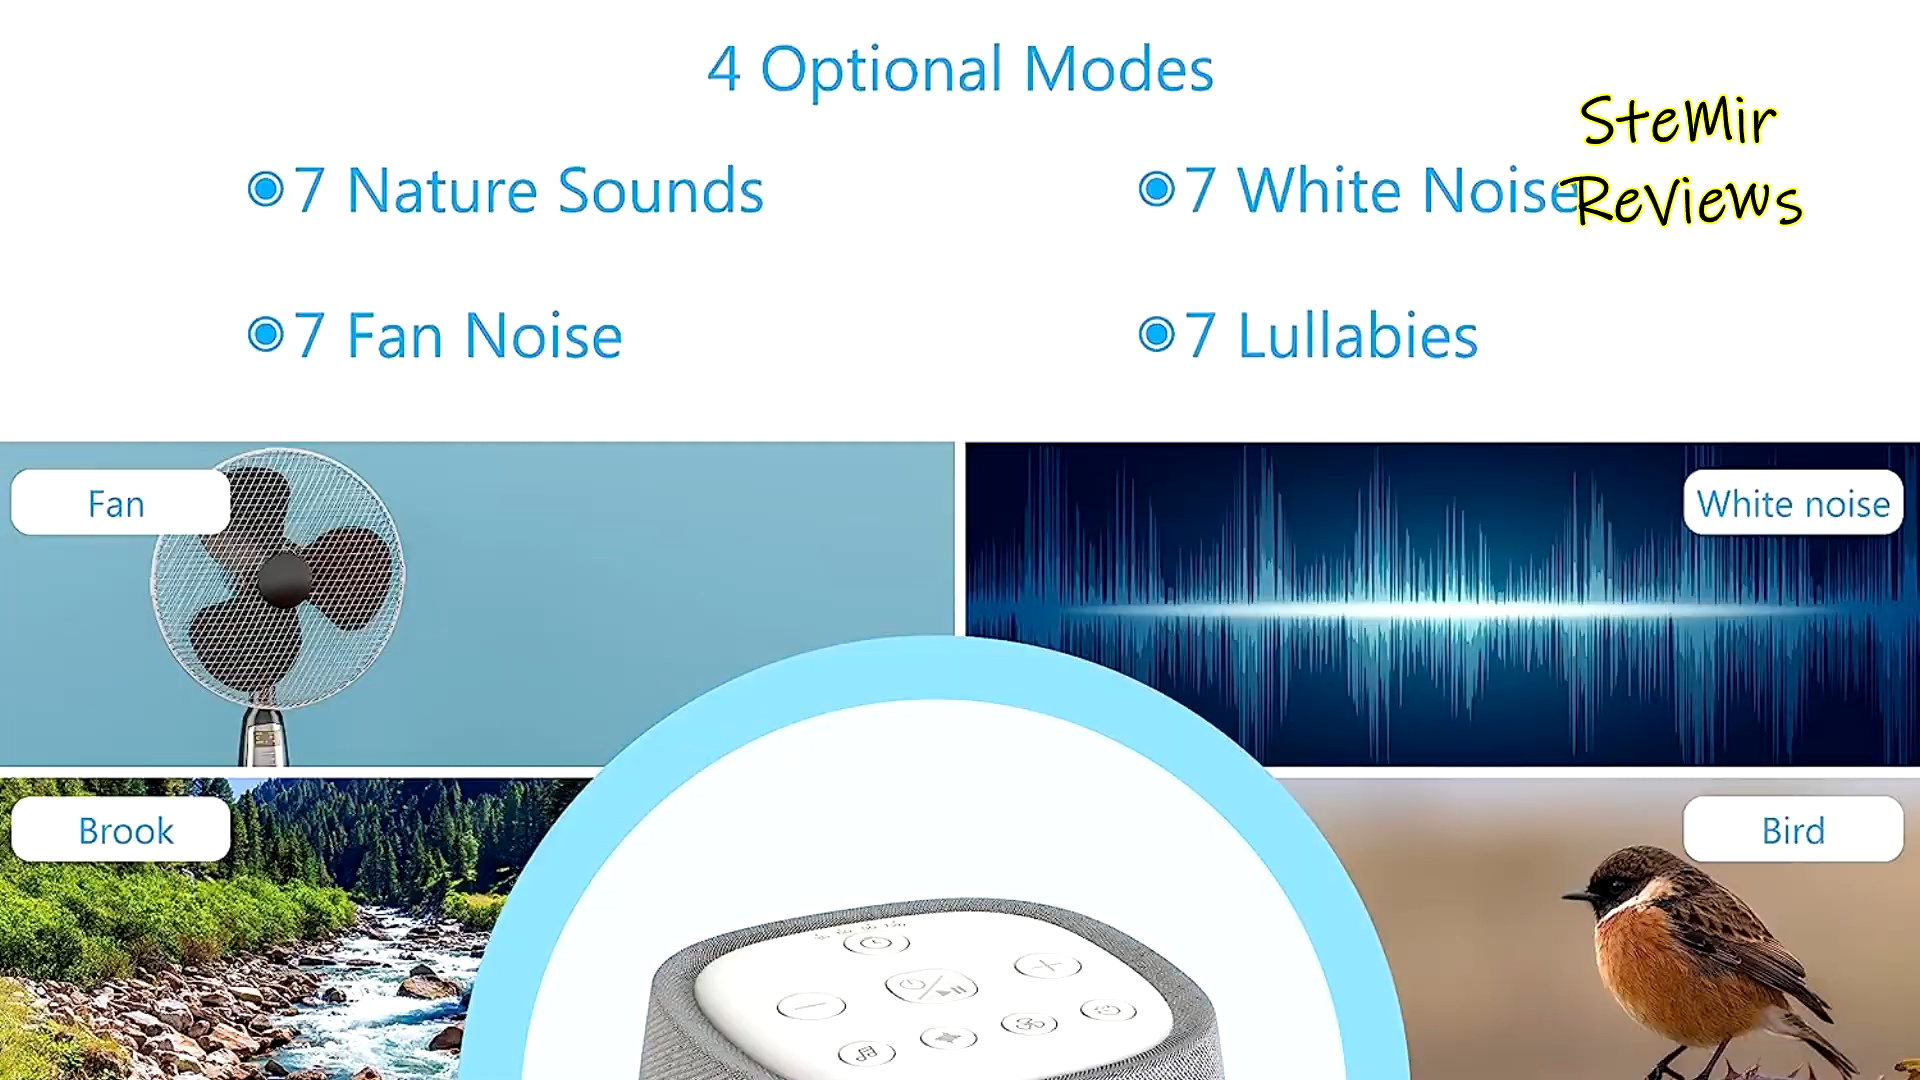 4 Optional Modes
SteMir
Reviews
7 Nature Sounds
7 White Noise
7 Fan Noise
7 Lullabies
Fan
White noise
Brook
Bird